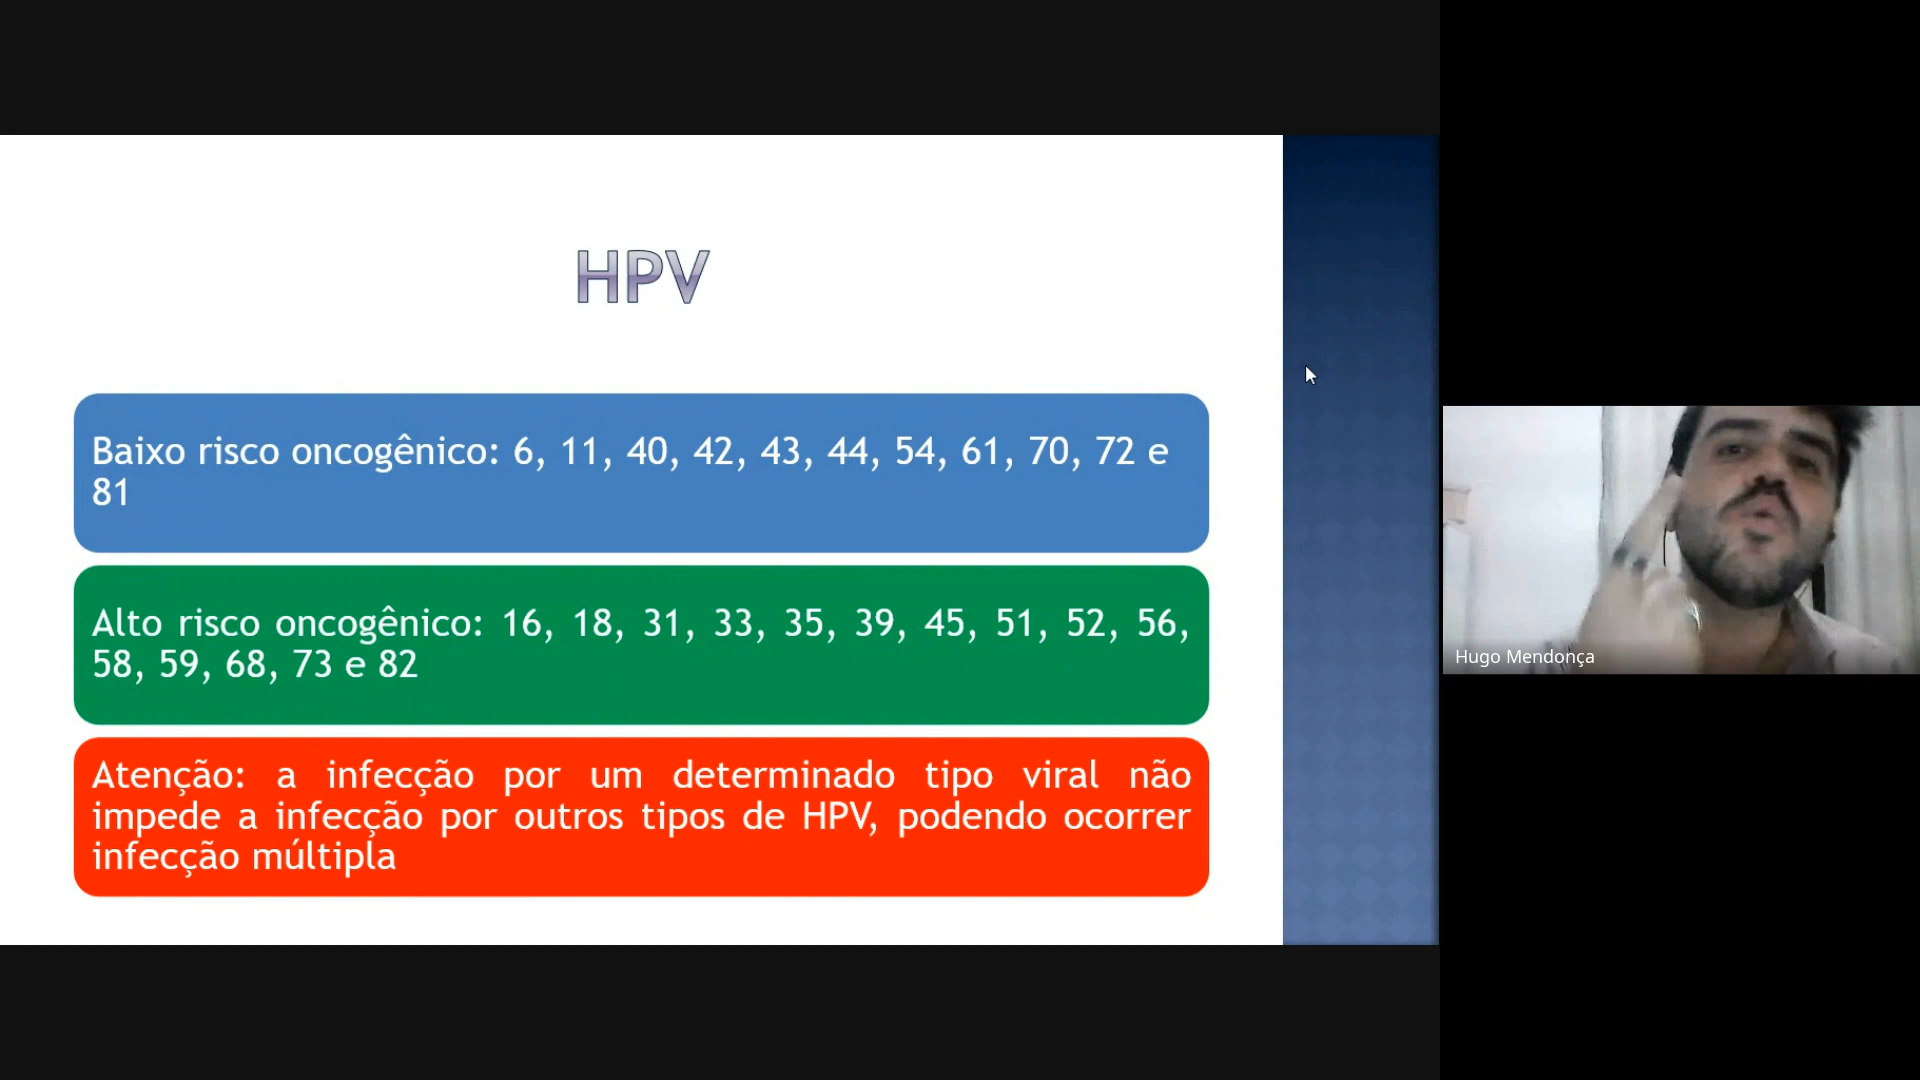 HPV
Baixo risco oncogênico: 6, 11, 40, 42, 43, 44, 54, 61, 70, 72 e
81
Alto risco oncogênico: 16, 18, 31, 33, 35, 39, 45, 51, 52, 56,
58, 59, 68, 73 e 82
Atenção: a infecção por um determinado tipo viral não
impede a infecção por outros tipos de HPV, podendo ocorrer
infecção múltipla
Hugo Mendonça